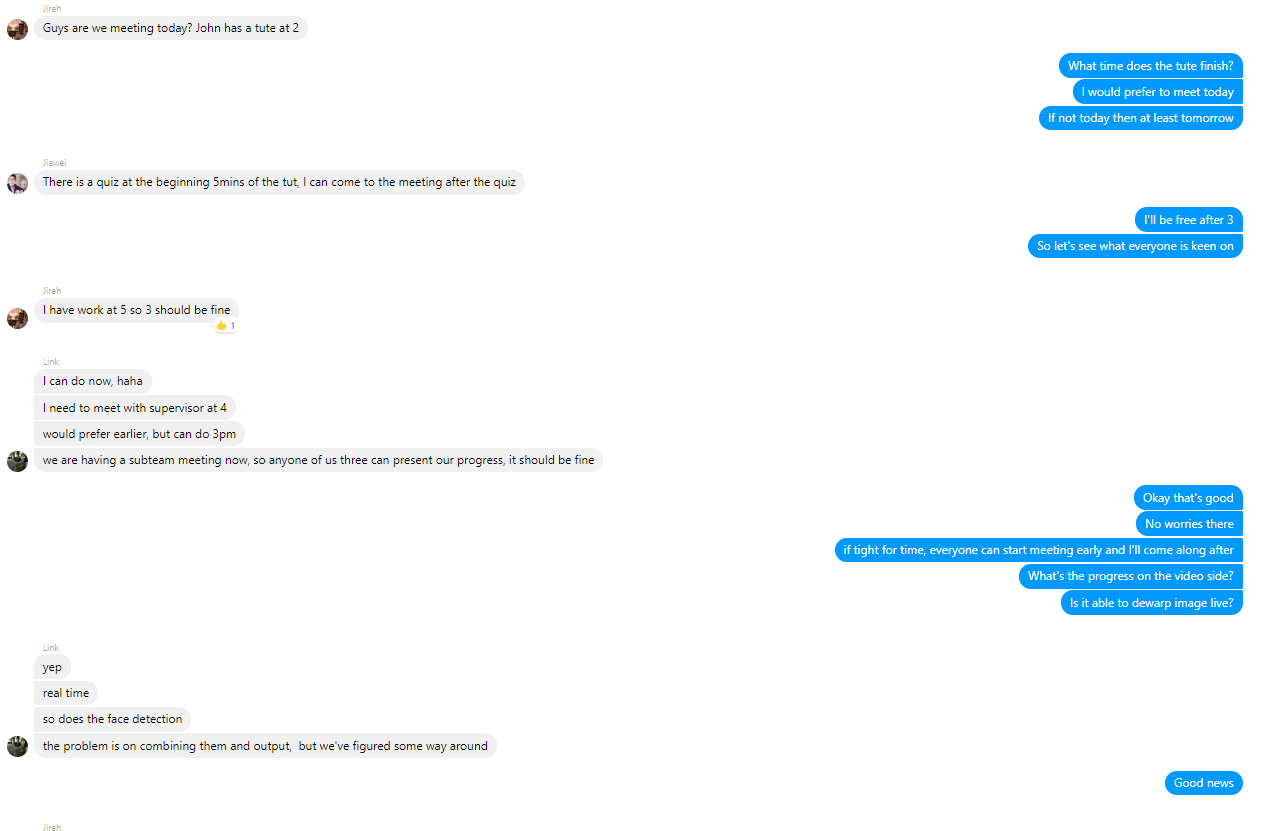 Jireh
Guys are we meeting today? John has a tute at 2
What time does the tute finish?
I would prefer to meet today
If not today then at least tomorrow
Jiawei
There is a quiz at the beginning 5mins of the tut, I can come to the meeting after the quiz
I'll be free after 3
So let's see what everyone is keen on
Jireh
I have work at 5 so 3 should be fine
1
Link
I can do now, haha
I need to meet with supervisor at 4
would prefer earlier, but can do 3pm
we are having a subteam meeting now, so anyone of us three can present our progress, it should be fine
Okay that's good
No worries there
if tight for time, everyone can start meeting early and I'll come along after
What's the progress on the video side?
Is it able to dewarp image live?
Link
yep
real time
so does the face detection
the problem is on combining them and output,  but we've figured some way around
Good news
Jireh